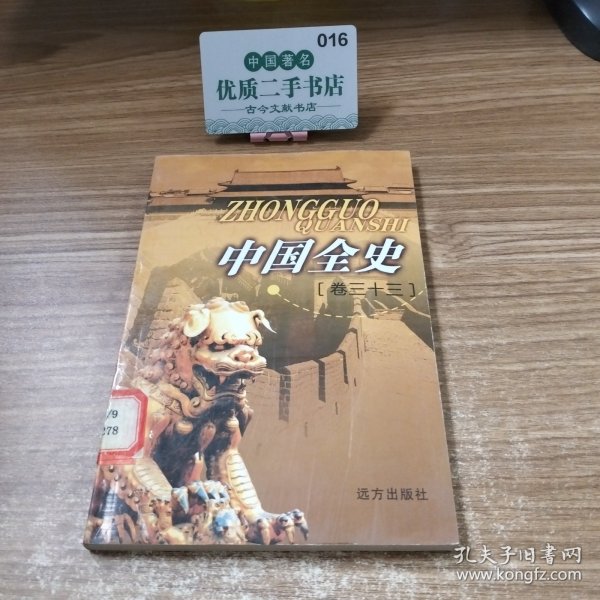 016
中国著名
优质二手书店
古今文献书店
ZHONGGUO
QUANSHI
中国全史
[卷三十三]
/9
278
远方出版社
孔夫子旧书网
www.kongfz.com